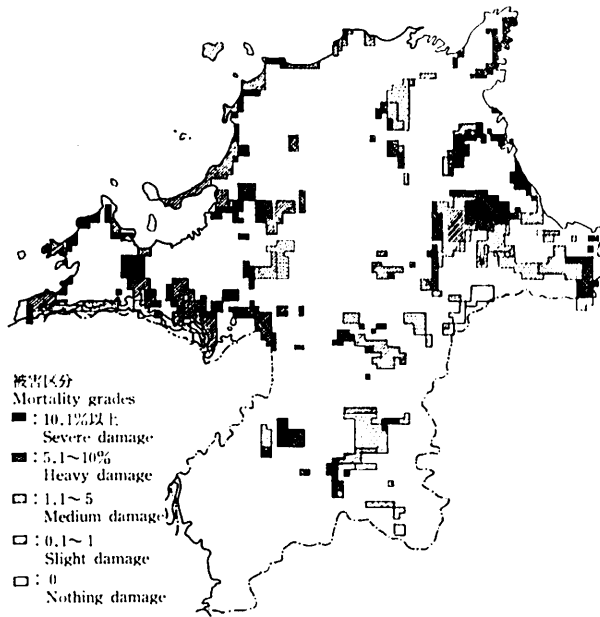 被害区分
Mortality grades
■ : 10.1%以上
Severe damage
: 5.1～10%
Heavy damage
: 1.1～5
Medium damage
: 0.1～1
Slight damage
□ : 0
Nothing damage